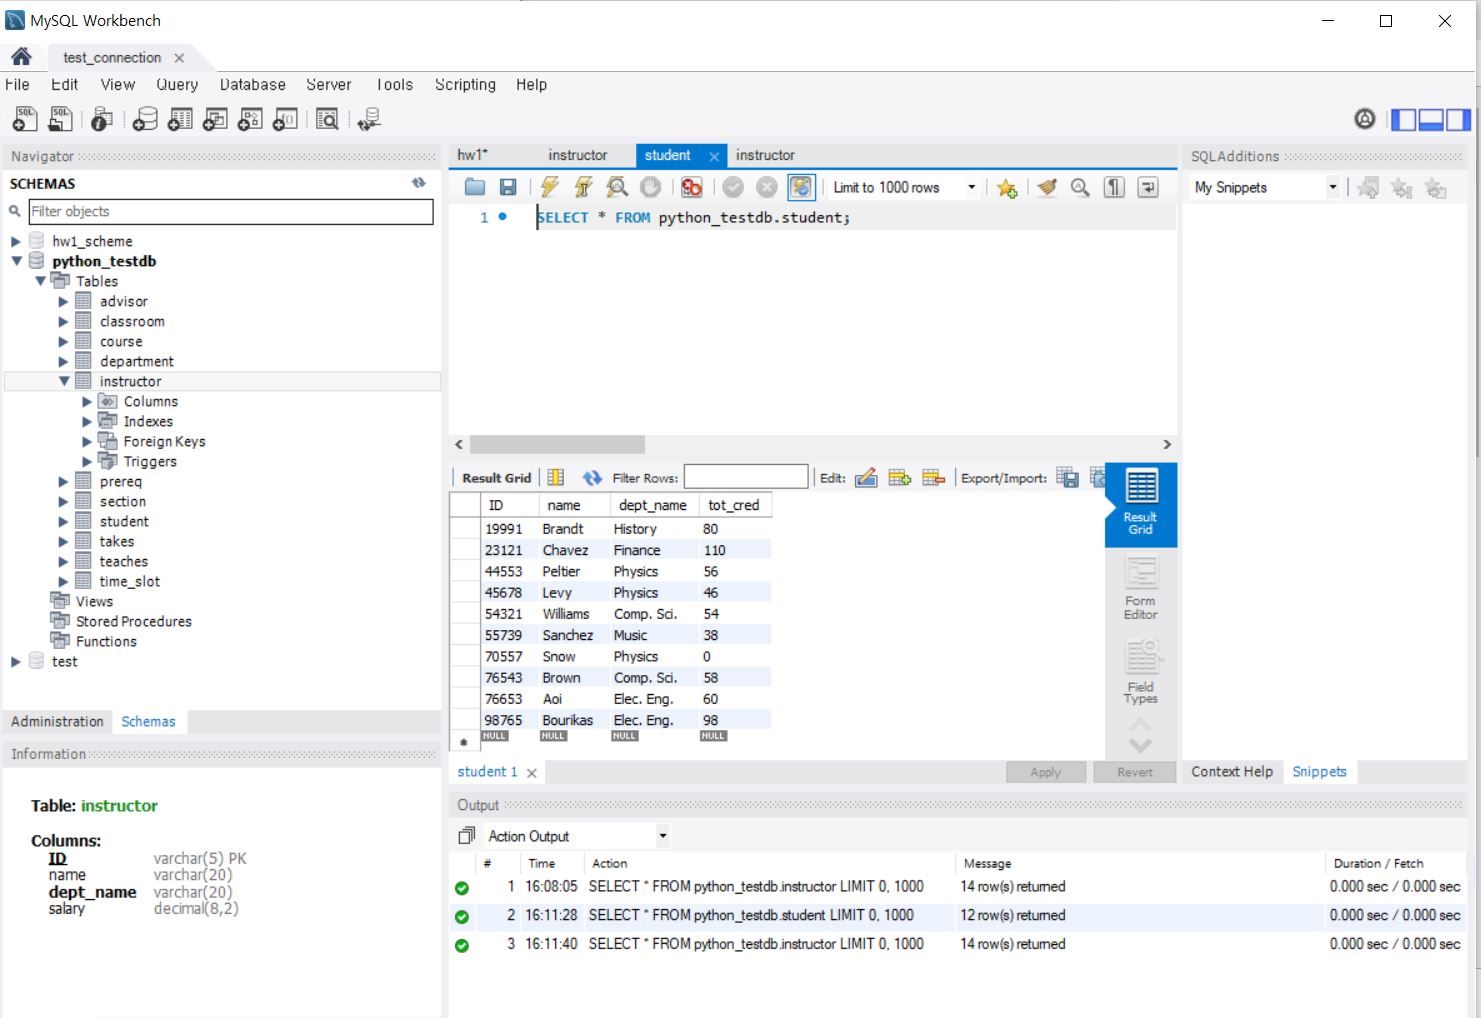 MySQL Workbench
test_connection
File Edit View Query Database Server Tools Scripting Help
Navigator
SCHEMAS
Filter objects
hw1_scheme
python_testdb
Tables
advisor
classroom
course
department
instructor
Columns
Indexes
Foreign Keys
Triggers
prereq
section
student
takes
teaches
time_slot
Views
Stored Procedures
Functions
test
Administration Schemas
Information
Table: instructor
Columns:
ID varchar(5) PK
name varchar(20)
dept_name varchar(20)
salary decimal(8,2)
hw1* instructor student instructor
Limit to 1000 rows
1 SELECT * FROM python_testdb.student;
Result Grid Filter Rows: Edit: Export/Import:
ID name dept_name tot_cred
19991 Brandt History 80
23121 Chavez Finance 110
44553 Peltier Physics 56
45678 Levy Physics 46
54321 Williams Comp. Sci. 54
55739 Sanchez Music 38
70557 Snow Physics 0
76543 Brown Comp. Sci. 58
76653 Aoi Elec. Eng. 60
98765 Bourikas Elec. Eng. 98
NULL NULL NULL NULL
Result
Grid
Form
Editor
Field
Types
student 1 Apply Revert
SQLAdditions
My Snippets
Context Help Snippets
Output
Action Output
# Time Action Message Duration / Fetch
1 16:08:05 SELECT * FROM python_testdb.instructor LIMIT 0, 1000 14 row(s) returned 0.000 sec / 0.000 sec
2 16:11:28 SELECT * FROM python_testdb.student LIMIT 0, 1000 12 row(s) returned 0.000 sec / 0.000 sec
3 16:11:40 SELECT * FROM python_testdb.instructor LIMIT 0, 1000 14 row(s) returned 0.000 sec / 0.000 sec